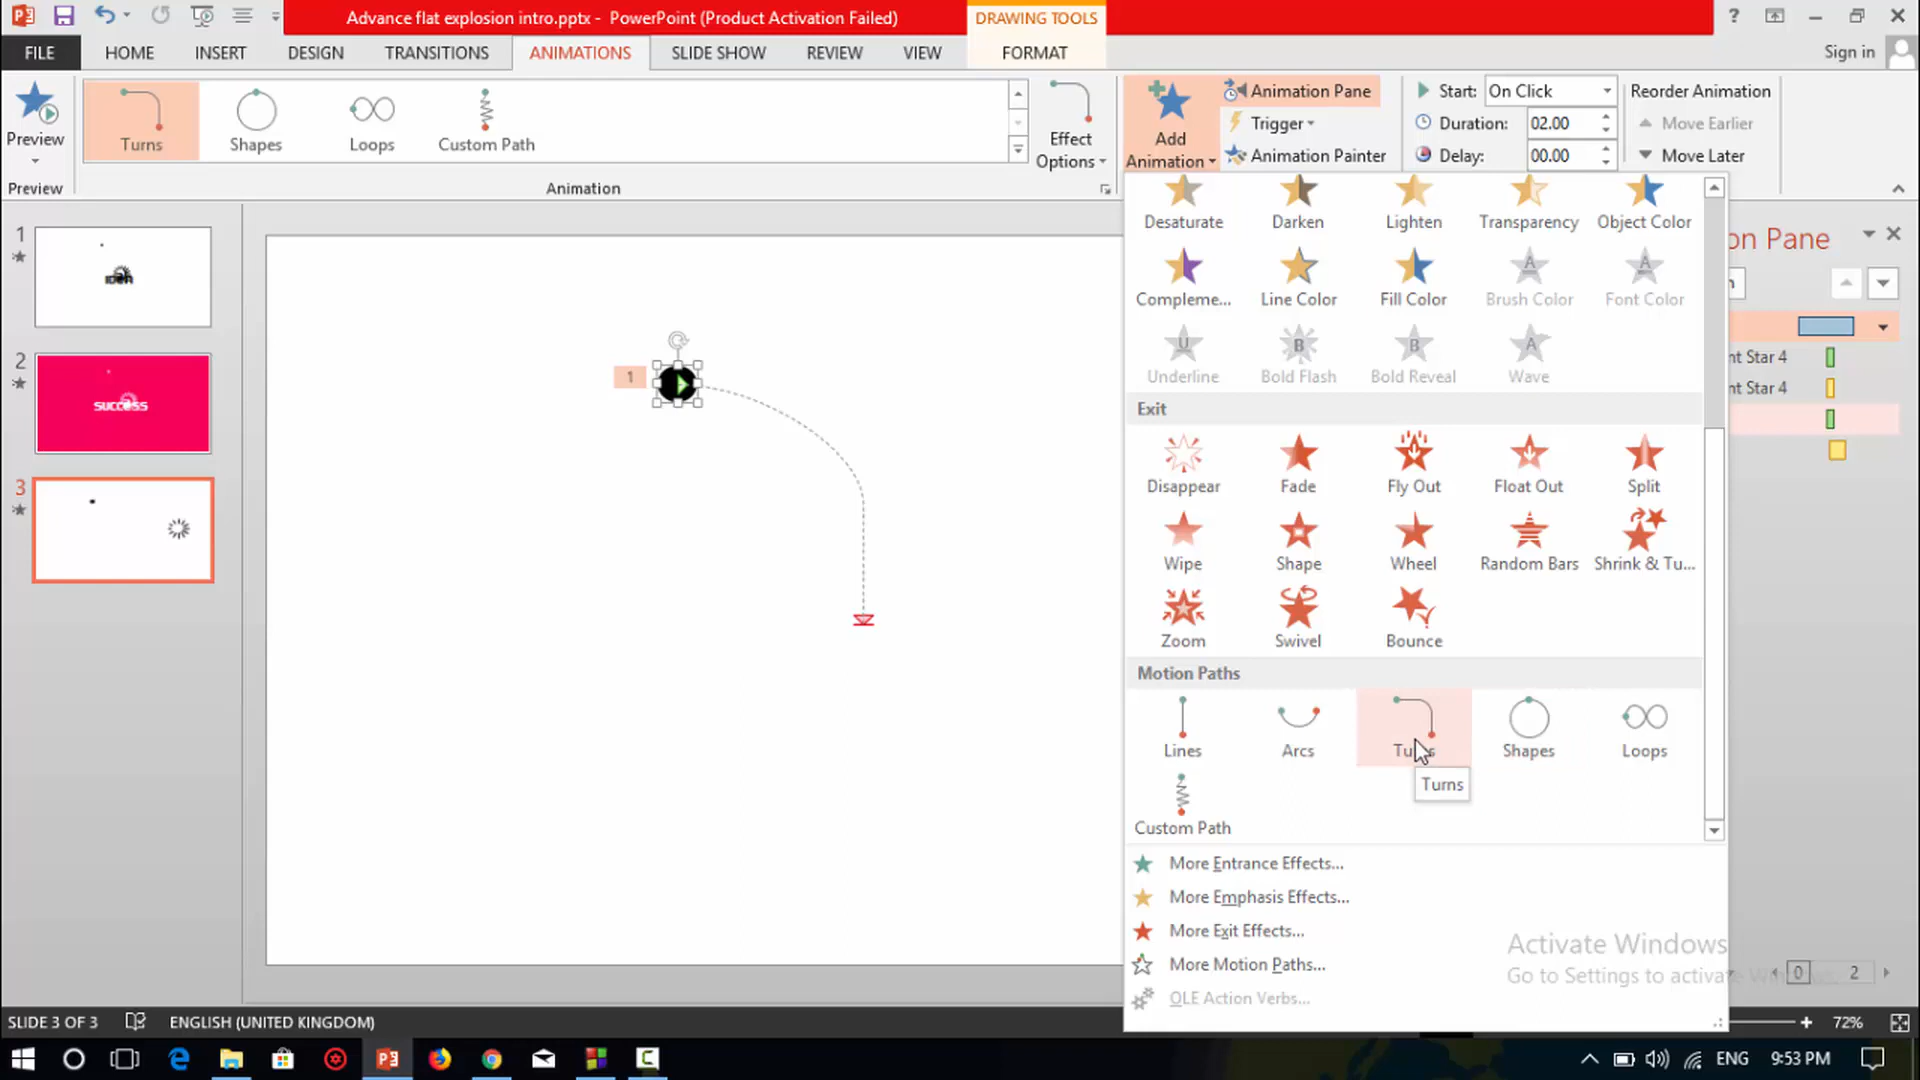 Advance flat explosion intro.pptx - PowerPoint (Product Activation Failed)
DRAWING TOOLS
?
FILE HOME INSERT DESIGN TRANSITIONS ANIMATIONS SLIDE SHOW REVIEW VIEW FORMAT Sign in
Preview
Turns Shapes Loops Custom Path
Effect Options
Add Animation
Animation Pane
Trigger
Animation Painter
Start: On Click
Duration: 02.00
Delay: 00.00
Reorder Animation
Move Earlier
Move Later
Preview Animation
1
2
SUCCESS
3
1
Desaturate Darken Lighten Transparency Object Color
Compleme... Line Color Fill Color Brush Color Font Color
Underline Bold Flash Bold Reveal Wave
Exit
Disappear Fade Fly Out Float Out Split
Wipe Shape Wheel Random Bars Shrink & Tu...
Zoom Swivel Bounce
Motion Paths
Lines Arcs Turns Shapes Loops
Turns
Custom Path
More Entrance Effects...
More Emphasis Effects...
More Exit Effects...
More Motion Paths...
OLE Action Verbs...
on Pane
n
nt Star 4
nt Star 4
Activate Windows
Go to Settings to activate
0 2
SLIDE 3 OF 3 ENGLISH (UNITED KINGDOM) 72%
ENG 9:53 PM